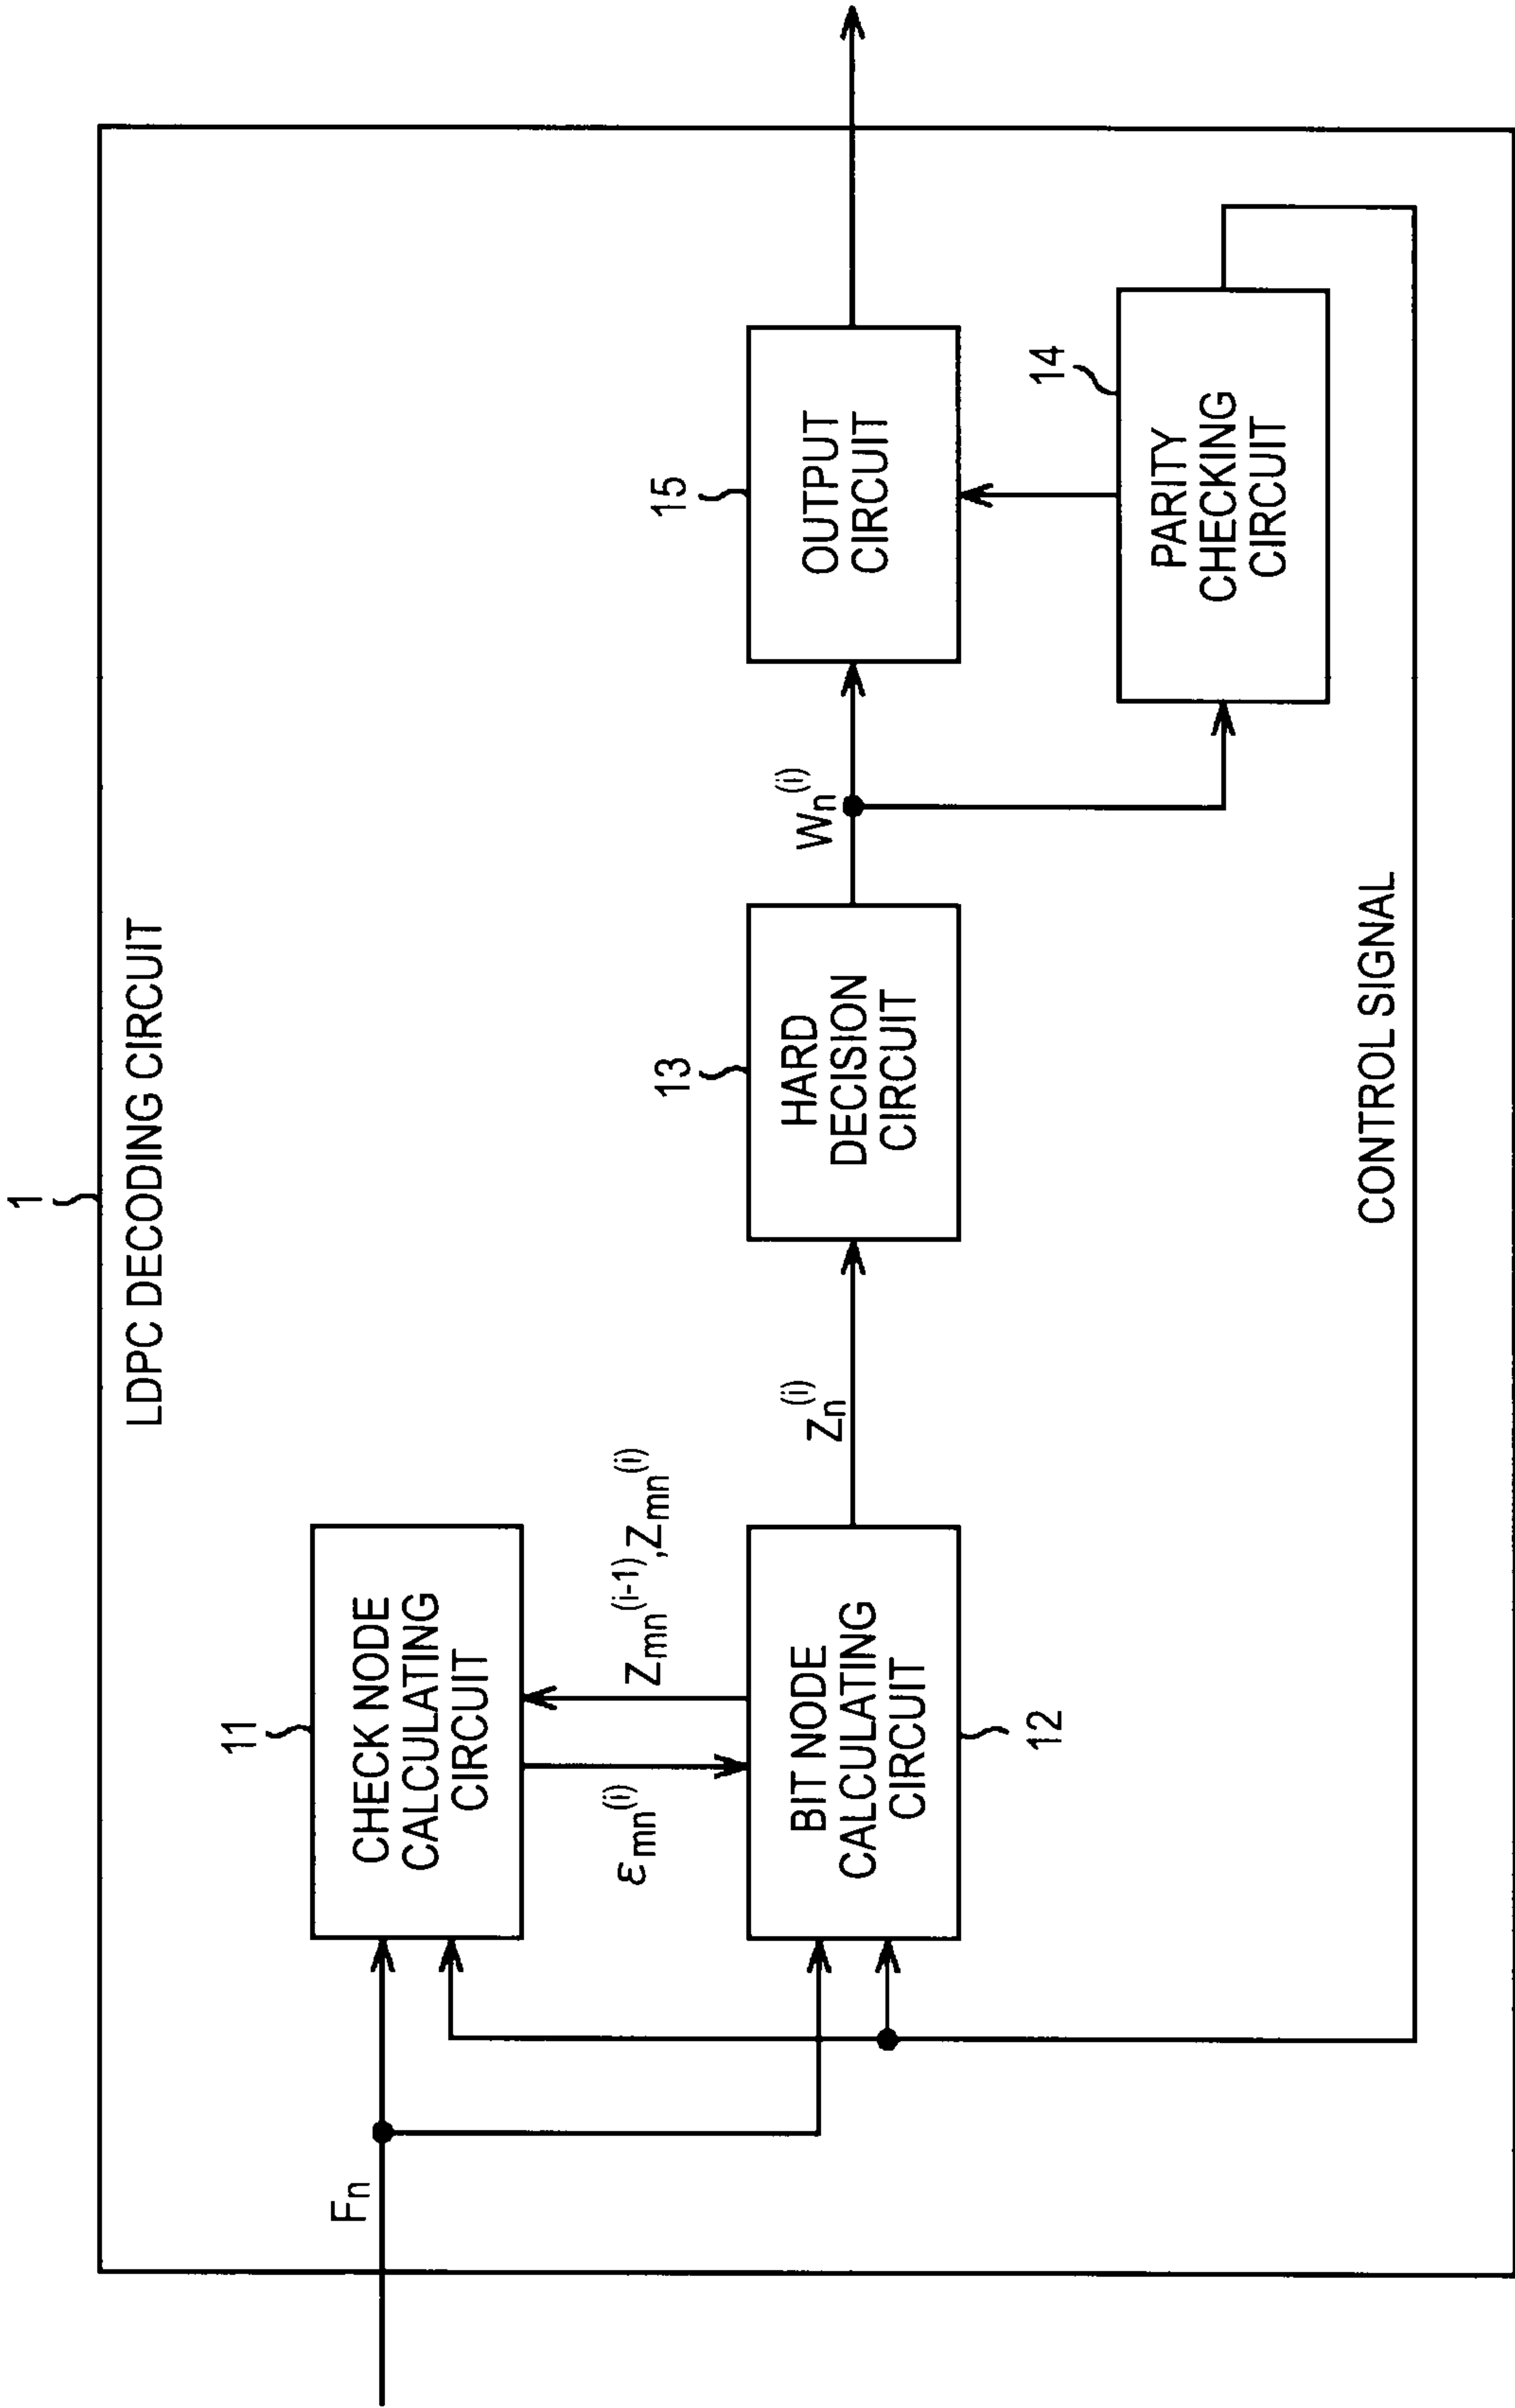 1
LDPC DECODING CIRCUIT
11
CHECK NODE
CALCULATING
CIRCUIT
Fn
εmn(i)
Zmn(i-1),Zmn(i)
BIT NODE
CALCULATING
CIRCUIT
12
Zn(i)
13
HARD
DECISION
CIRCUIT
Wn(i)
15
OUTPUT
CIRCUIT
14
PARITY
CHECKING
CIRCUIT
CONTROL SIGNAL